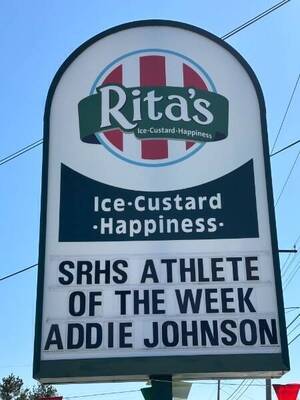 Rita's
Ice-Custard-Happiness
Ice·Custard
·Happiness·
SRHS ATHLETE
OF THE WEEK
ADDIE JOHNSON